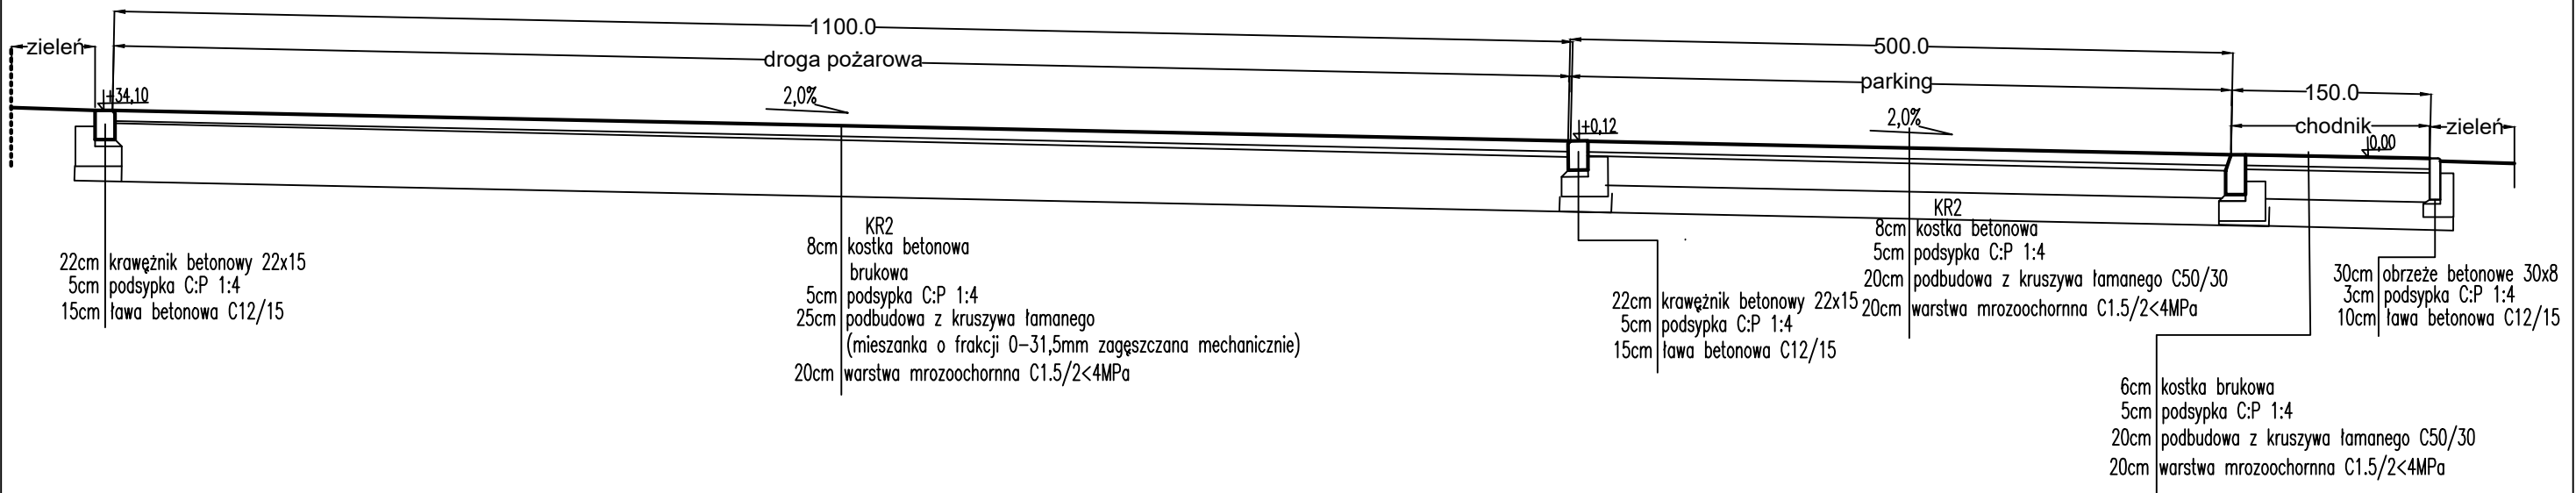 1100.0
zieleń
droga pożarowa
500.0
parking
150.0
chodnik
zieleń
+34,10
2,0%
+0,12
2,0%
0,00
22cm krawężnik betonowy 22x15
5cm podsypka C:P 1:4
15cm ława betonowa C12/15
KR2
8cm kostka betonowa
brukowa
5cm podsypka C:P 1:4
25cm podbudowa z kruszywa łamanego
(mieszanka o frakcji 0-31,5mm zagęszczana mechanicznie)
20cm warstwa mrozoochornna C1.5/2<4MPa
22cm krawężnik betonowy 22x15
5cm podsypka C:P 1:4
15cm ława betonowa C12/15
KR2
8cm kostka betonowa
5cm podsypka C:P 1:4
20cm podbudowa z kruszywa łamanego C50/30
20cm warstwa mrozoochornna C1.5/2<4MPa
30cm obrzeże betonowe 30x8
3cm podsypka C:P 1:4
10cm ława betonowa C12/15
6cm kostka brukowa
5cm podsypka C:P 1:4
20cm podbudowa z kruszywa łamanego C50/30
20cm warstwa mrozoochornna C1.5/2<4MPa